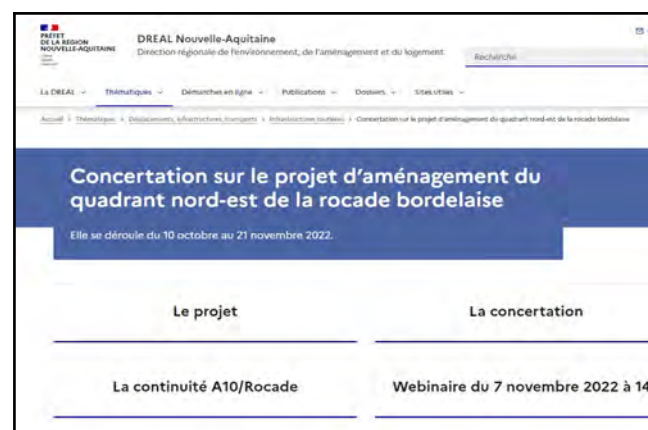 PRÉFET
DE LA RÉGION
NOUVELLE-AQUITAINE
DREAL Nouvelle-Aquitaine
Direction régionale de l'environnement, de l'aménagement et du logement
Recherche
La DREAL
Thématiques
Démarches en ligne
Publications
Dossiers
Sites utiles
Accueil > Thématiques > Déplacements, infrastructures, transports > Infrastructures routières > Concertation sur le projet d'aménagement du quadrant nord-est de la rocade bordelaise
Concertation sur le projet d'aménagement du
quadrant nord-est de la rocade bordelaise
Elle se déroule du 10 octobre au 21 novembre 2022.
Le projet
La concertation
La continuité A10/Rocade
Webinaire du 7 novembre 2022 à 14